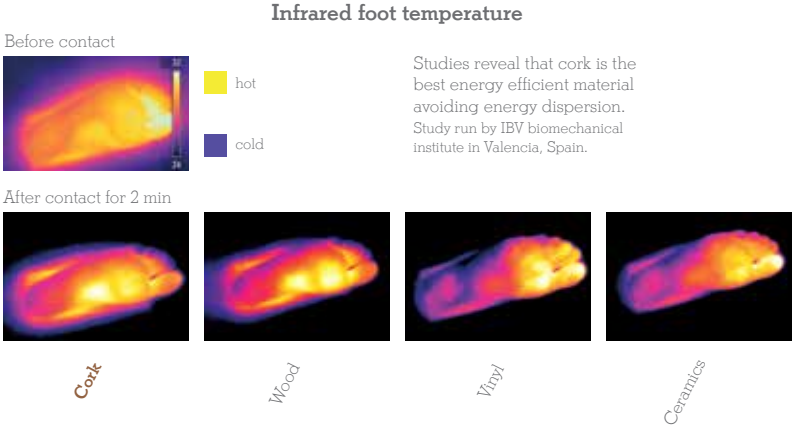 Infrared foot temperature
Before contact
hot
cold
Studies reveal that cork is the
best energy efficient material
avoiding energy dispersion.
Study run by IBV biomechanical
institute in Valencia, Spain.
After contact for 2 min
Cork
Wood
Vinyl
Ceramics